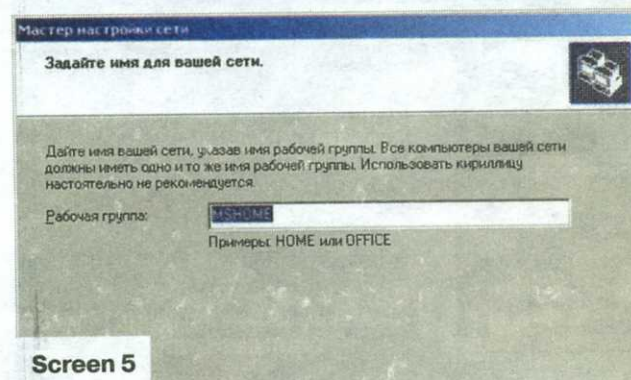 Мастер настройки сети
Задайте имя для вашей сети.
Дайте имя вашей сети, указав имя рабочей группы. Все компьютеры вашей сети
должны иметь одно и то же имя рабочей группы. Использовать кириллицу
настоятельно не рекомендуется.
Рабочая группа:
MSHOME
Примеры: HOME или OFFICE
Screen 5